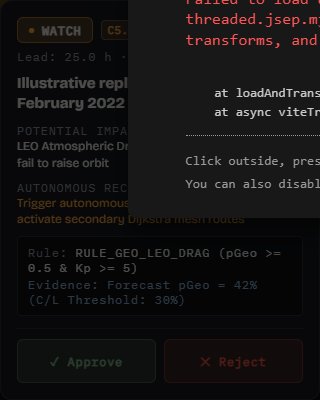 WATCH
C5.
Lead: 25.0 h ·
Failed to load
threaded.jsep.m
transforms, and
at loadAndTrans
at async viteTr
Click outside, pres
You can also disabl
Illustrative repl
February 2022
POTENTIAL IMPA
LEO Atmospheric Dr
fail to raise orbit
AUTONOMOUS REC
Trigger autonomous
activate secondary Dijkstra mesh routes
Rule: RULE_GEO_LEO_DRAG (pGeo >=
0.5 & Kp >= 5)
Evidence: Forecast pGeo = 42%
(C/L Threshold: 30%)
✓ Approve
✕ Reject